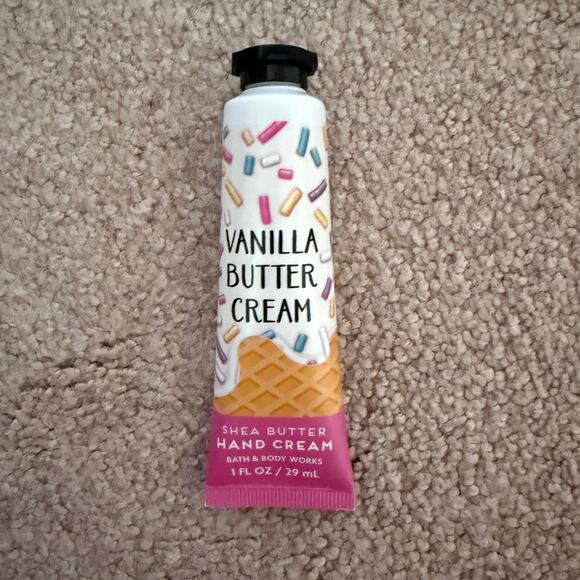 VANILLA
BUTTER
CREAM
SHEA BUTTER
HAND CREAM
BATH & BODY WORKS
1 FL OZ / 29 mL